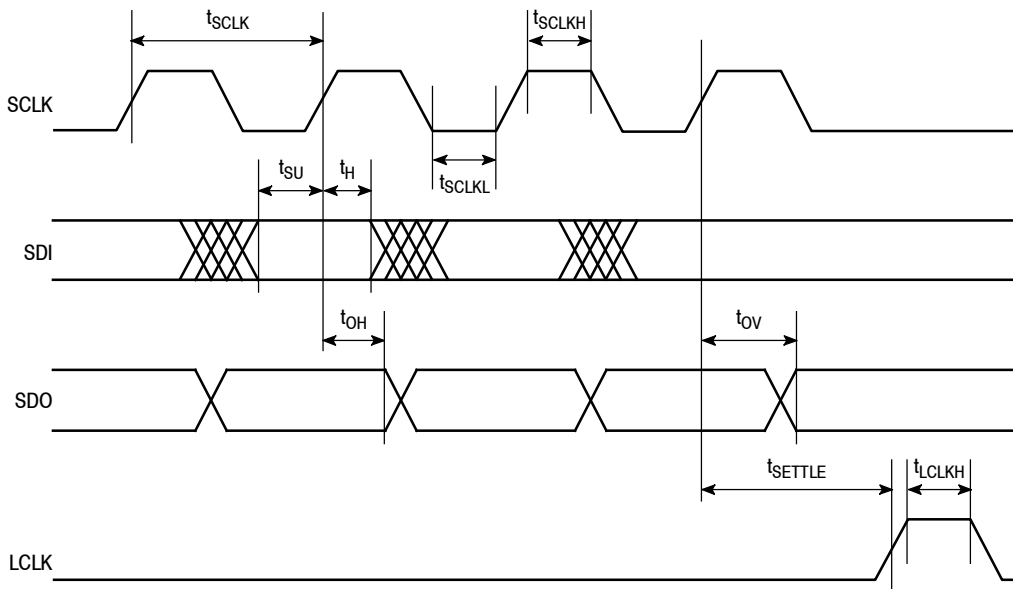 tSCLK
tSCLKH
SCLK
tSU
tH
tSCLKL
SDI
tOH
tOV
SDO
tSETTLE
tLCLKH
LCLK